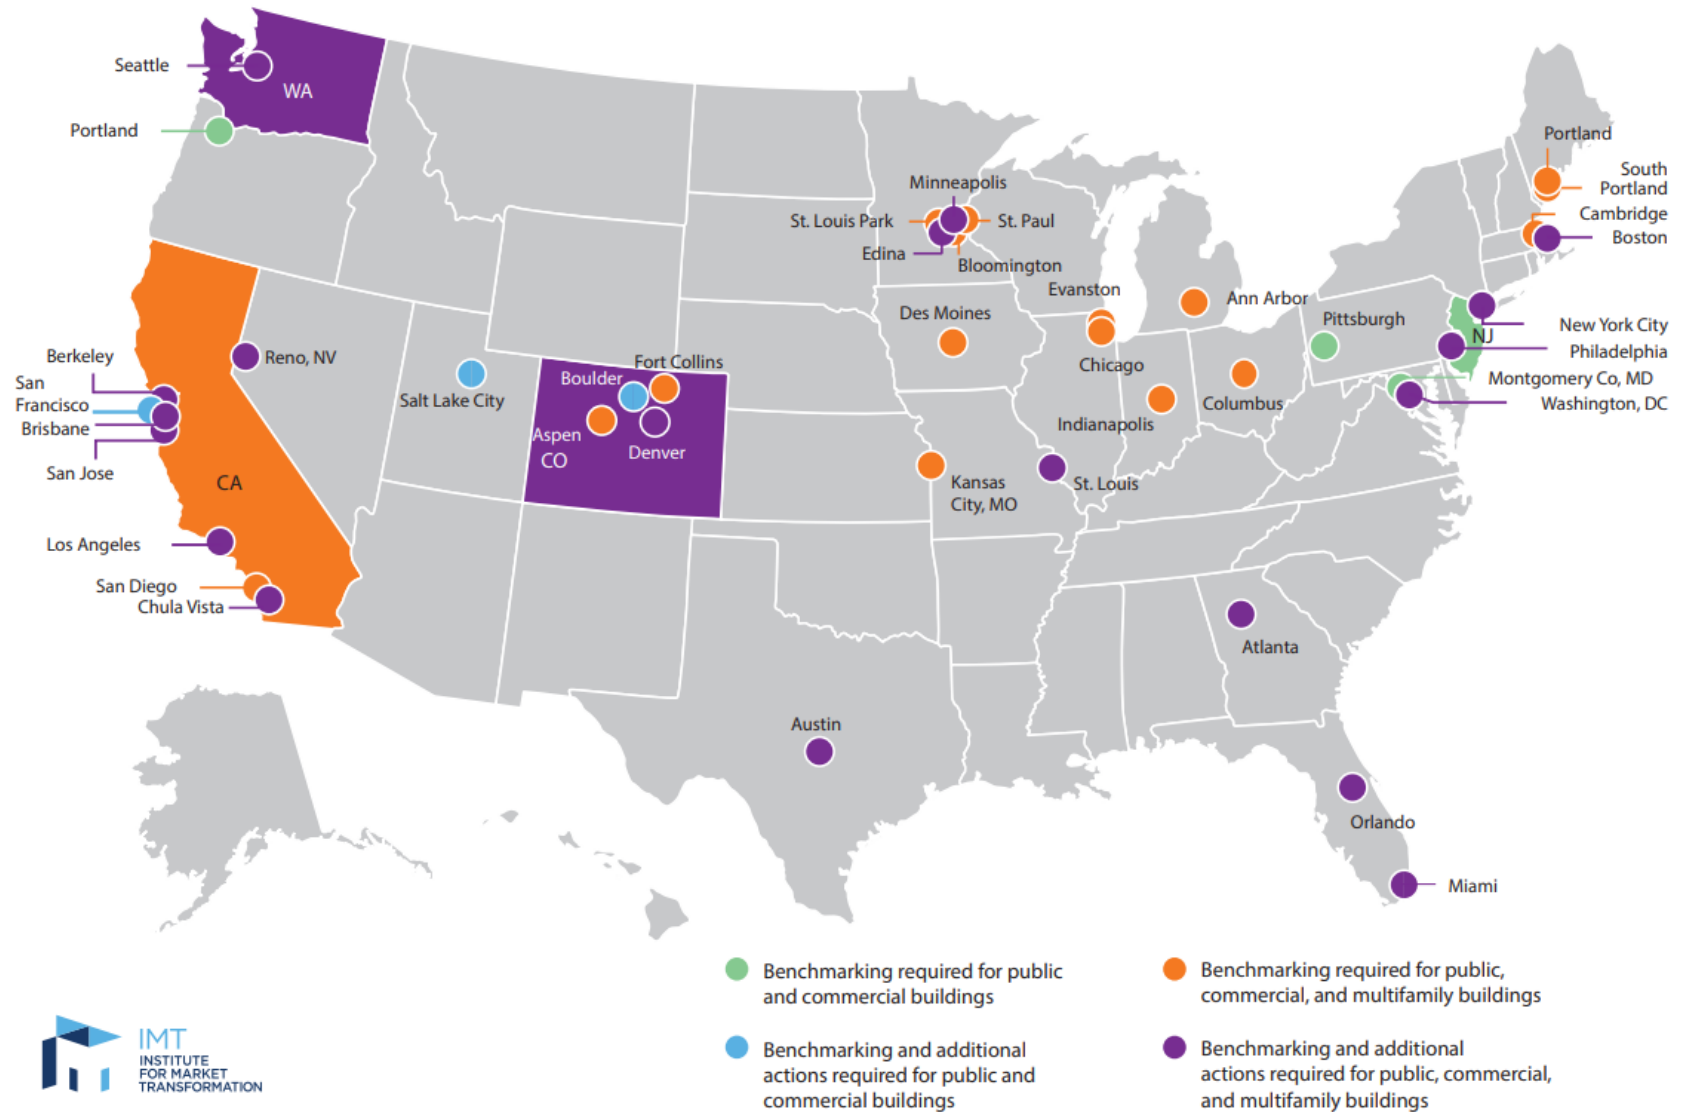 Seattle
WA
Portland
Portland
South
Portland
Minneapolis
St. Louis Park
St. Paul
Cambridge
Boston
Edina
Bloomington
Evanston
Ann Arbor
Des Moines
Pittsburgh
New York City
NJ
Philadelphia
Berkeley
Reno, NV
Fort Collins
Chicago
San
Francisco
Boulder
Montgomery Co, MD
Salt Lake City
Columbus
Washington, DC
Brisbane
Aspen
CO
Denver
Indianapolis
San Jose
CA
Kansas
City, MO
St. Louis
Los Angeles
San Diego
Chula Vista
Atlanta
Austin
Orlando
Miami
Benchmarking required for public
and commercial buildings
Benchmarking required for public,
commercial, and multifamily buildings
Benchmarking and additional
actions required for public and
commercial buildings
Benchmarking and additional
actions required for public, commercial,
and multifamily buildings
IMT
INSTITUTE
FOR MARKET
TRANSFORMATION